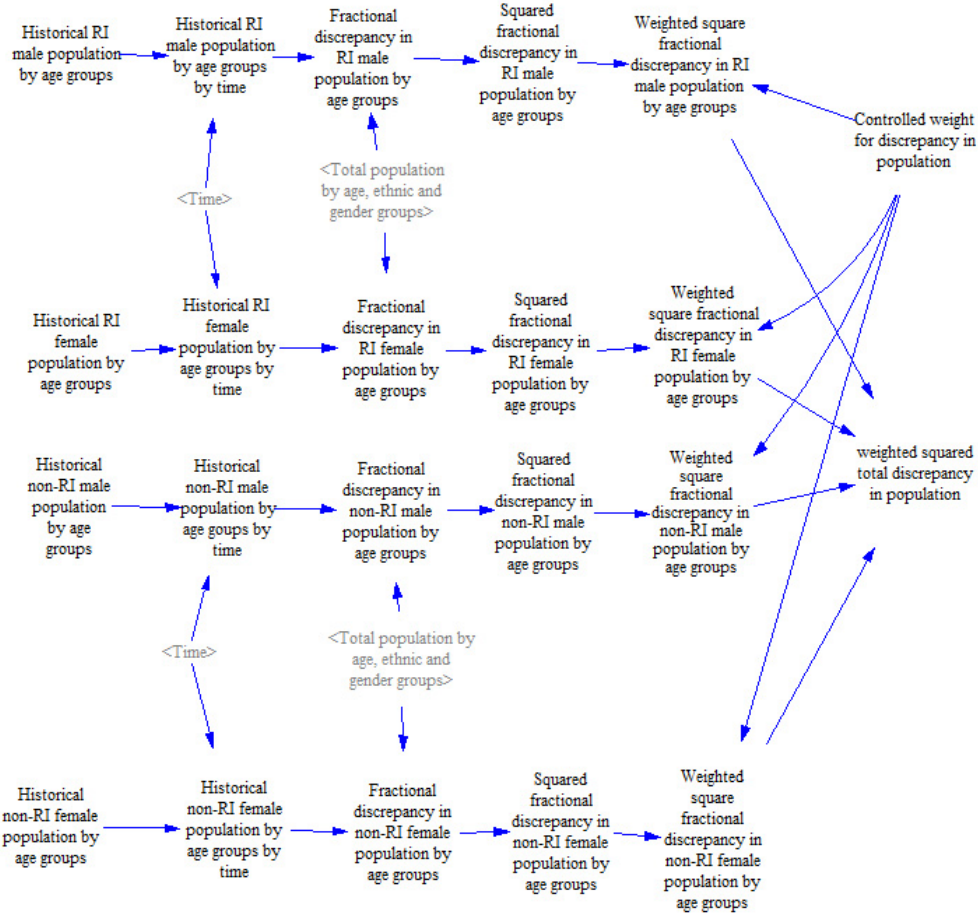 Historical RI
male population
by age groups
Historical RI
male population
by age groups
by time
Fractional
discrepancy in
RI male
population by
age groups
Squared
fractional
discrepancy in
RI male
population by
age groups
Weighted square
fractional
discrepancy in RI
male population
by age groups
Controlled weight
for discrepancy in
population
<Time>
<Total population
by age, ethnic and
gender groups>
Historical RI
female
population by
age groups
Historical RI
female
population by
age groups by
time
Fractional
discrepancy in
RI female
population by
age groups
Squared
fractional
discrepancy in
RI female
population by
age groups
Weighted
square fractional
discrepancy in
RI female
population by
age groups
weighted squared
total discrepancy
in population
Historical
non-RI male
population
by age
groups
Historical
non-RI male
population by
age goups by
time
Fractional
discrepancy in
non-RI male
population by
age groups
Squared
fractional
discrepancy in
non-RI male
population by
age groups
Weighted
square
fractional
discrepancy in
non-RI male
population by
age groups
<Time>
<Total population by
age, ethnic and
gender groups>
Historical
non-RI female
population by
age groups
Historical
non-RI female
population by
age groups by
time
Fractional
discrepancy in
non-RI female
population by
age groups
Squared
fractional
discrepancy in
non-RI female
population by
age groups
Weighted
square
fractional
discrepancy in
non-RI female
population by
age groups